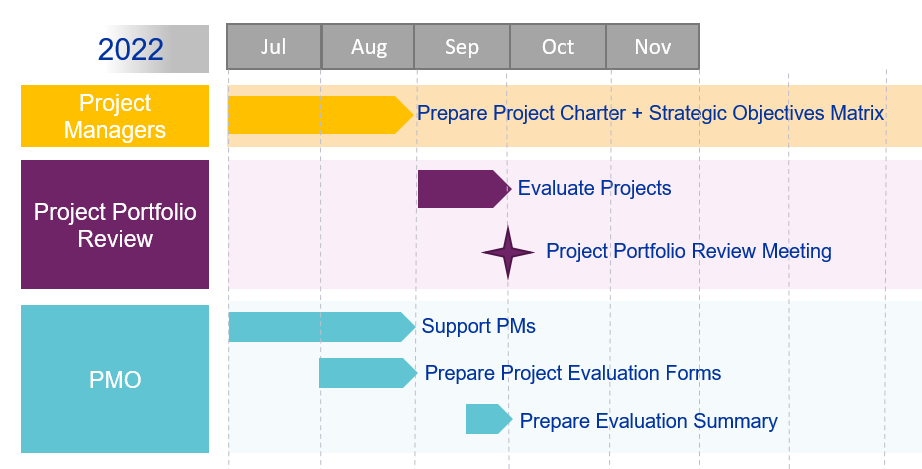 2022
Jul
Aug
Sep
Oct
Nov
Project
Managers
Prepare Project Charter + Strategic Objectives Matrix
Project Portfolio
Review
Evaluate Projects
Project Portfolio Review Meeting
PMO
Support PMs
Prepare Project Evaluation Forms
Prepare Evaluation Summary